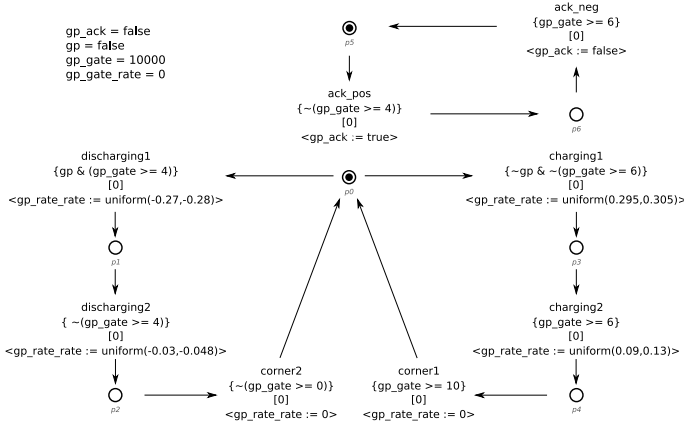 gp_ack = false
gp = false
gp_gate = 10000
gp_gate_rate = 0
p5
ack_neg
{gp_gate >= 6}
[0]
<gp_ack := false>
ack_pos
{~(gp_gate >= 4)}
[0]
<gp_ack := true>
p6
discharging1
{gp & (gp_gate >= 4)}
[0]
<gp_rate_rate := uniform(-0.27,-0.28)>
p0
charging1
{~gp & ~(gp_gate >= 6)}
[0]
<gp_rate_rate := uniform(0.295,0.305)>
p1
p3
discharging2
{ ~(gp_gate >= 4)}
[0]
<gp_rate_rate := uniform(-0.03,-0.048)>
charging2
{gp_gate >= 6}
[0]
<gp_rate_rate := uniform(0.09,0.13)>
p2
corner2
{~(gp_gate >= 0)}
[0]
<gp_rate_rate := 0>
corner1
{gp_gate >= 10}
[0]
<gp_rate_rate := 0>
p4